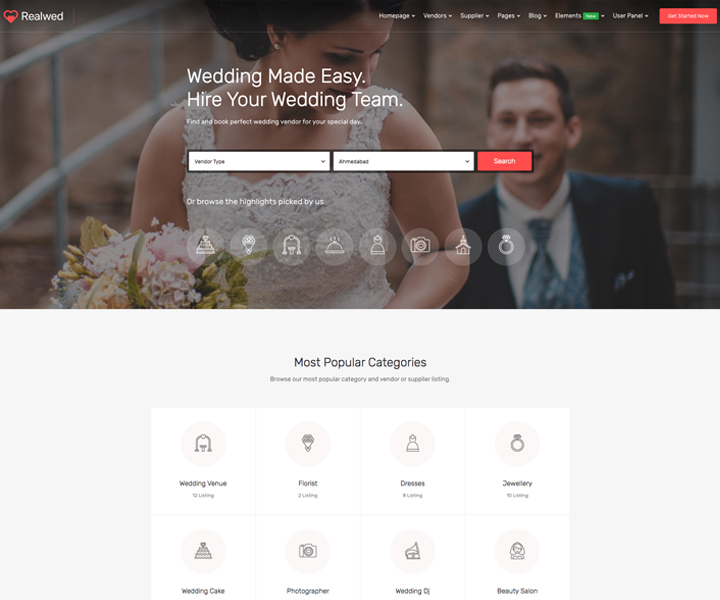 Realwed
Homepage Vendors Supplier Pages Blog Elements New User Panel Get Started Now
Wedding Made Easy.
Hire Your Wedding Team.
Find and book perfect wedding vendor for your special day.
Vendor Type Ahmedabad Search
Or browse the highlights picked by us
Most Popular Categories
Browse our most popular category and vendor or supplier listing.
Wedding Venue Florist Dresses Jewellery
12 Listing 2 Listing 8 Listing 10 Listing
Wedding Cake Photographer Wedding Dj Beauty Salon